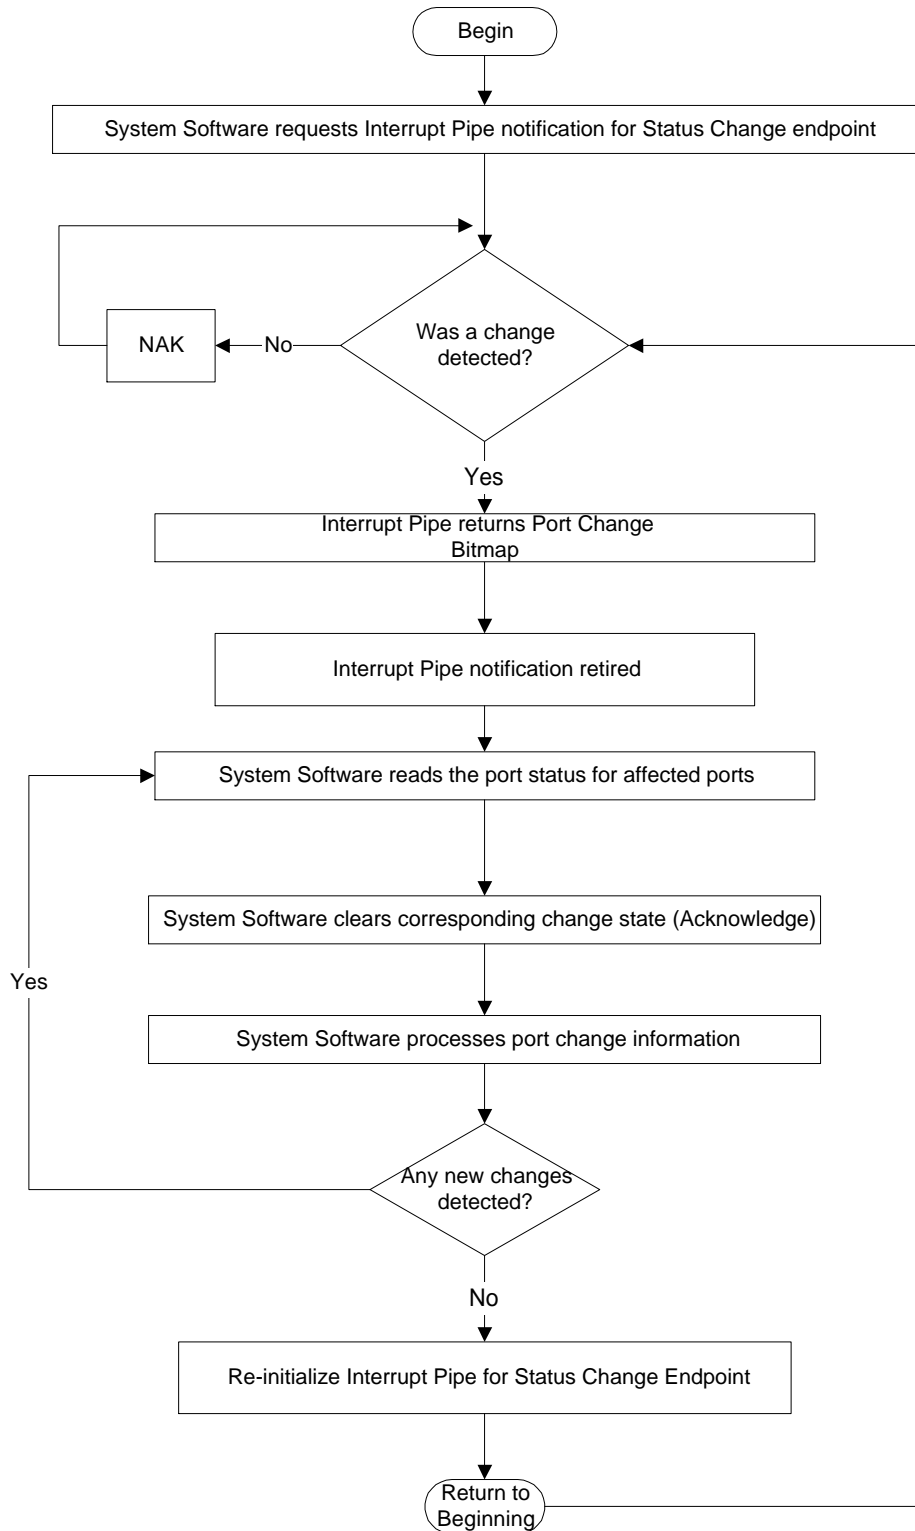 Begin
System Software requests Interrupt Pipe notification for Status Change endpoint
Was a change
detected?
No
NAK
Yes
Interrupt Pipe returns Port Change
Bitmap
Interrupt Pipe notification retired
System Software reads the port status for affected ports
System Software clears corresponding change state (Acknowledge)
Yes
System Software processes port change information
Any new changes
detected?
No
Re-initialize Interrupt Pipe for Status Change Endpoint
Return to
Beginning